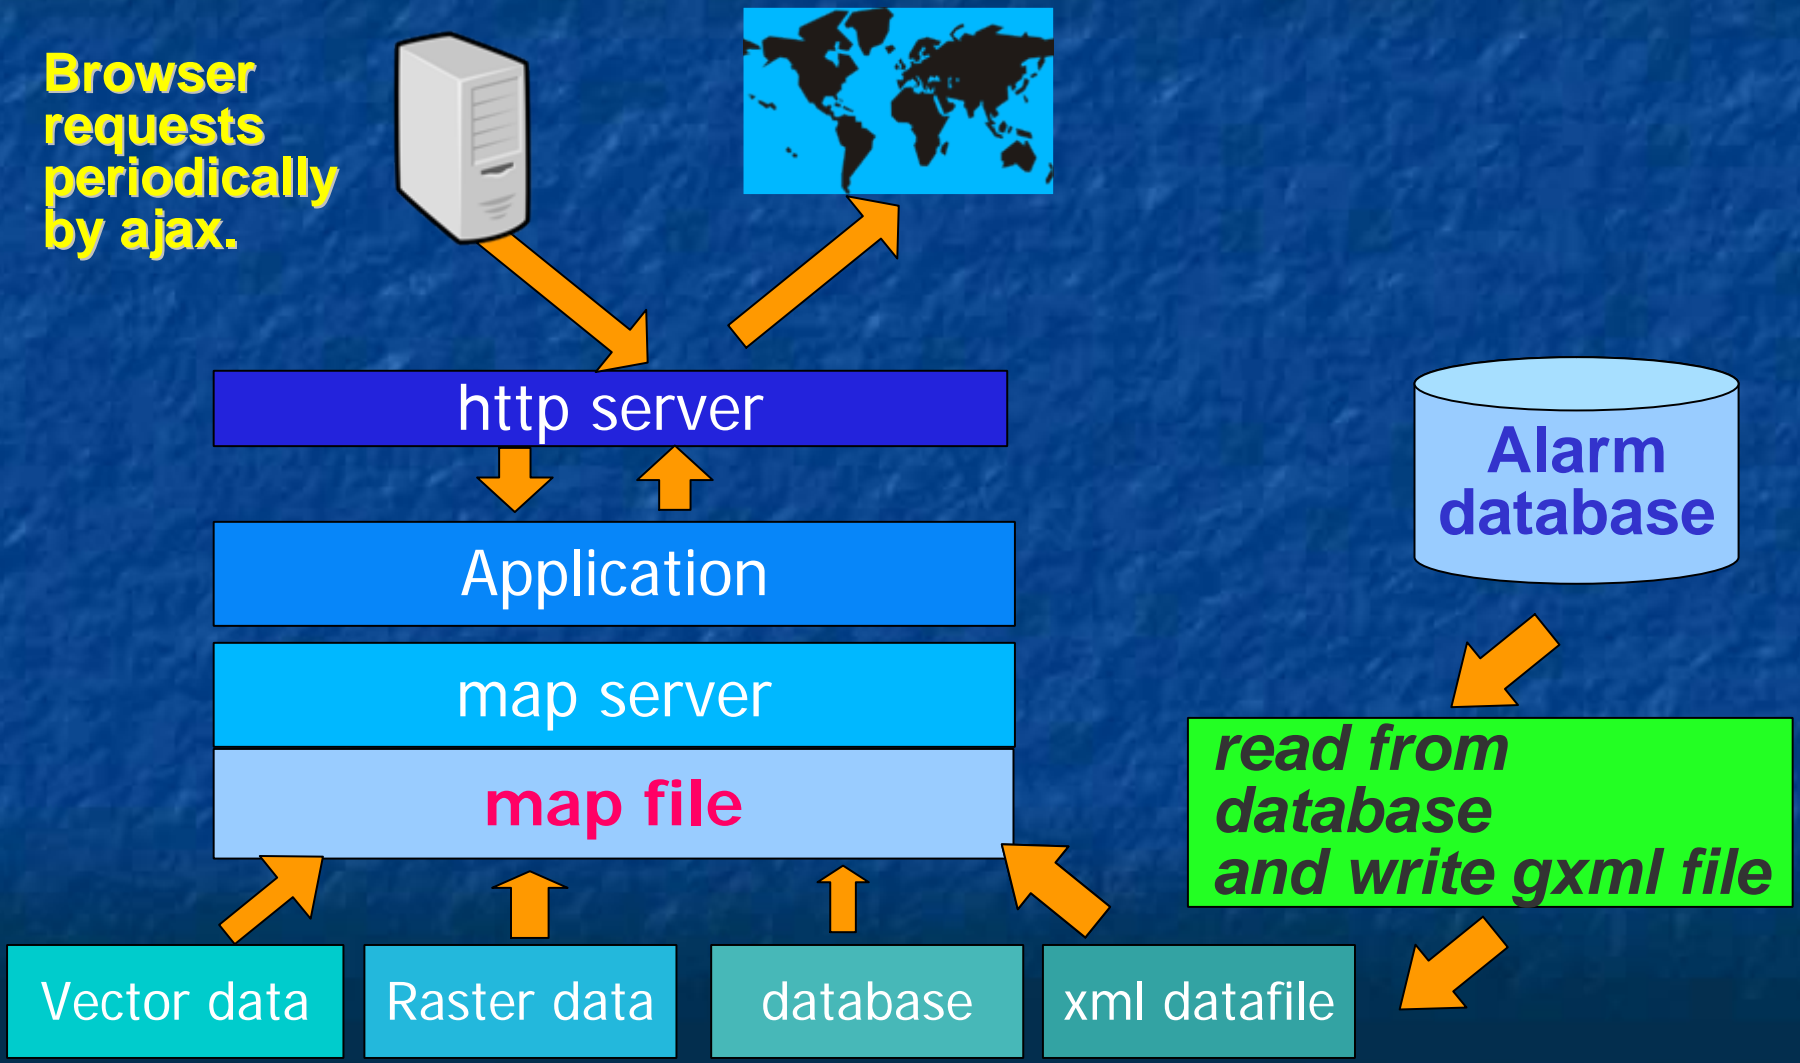 Browser
requests
periodically
by ajax.
http server
Application
map server
map file
Vector data
Raster data
database
xml datafile
Alarm
database
read from
database
and write gxml file